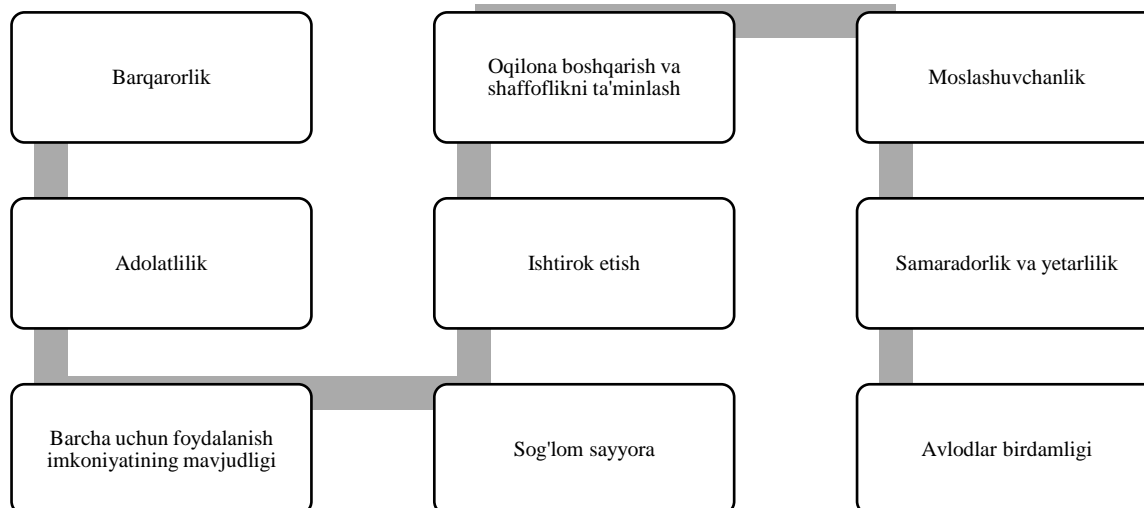 Barqarorlik
Adolatlilik
Barcha uchun foydalanish
imkoniyatining mavjudligi
Sog'lom sayyora
Ishtirok etish
Oqilona boshqarish va
shaffoflikni ta'minlash
Moslashuvchanlik
Samaradorlik va yetarlilik
Avlodlar birdamligi